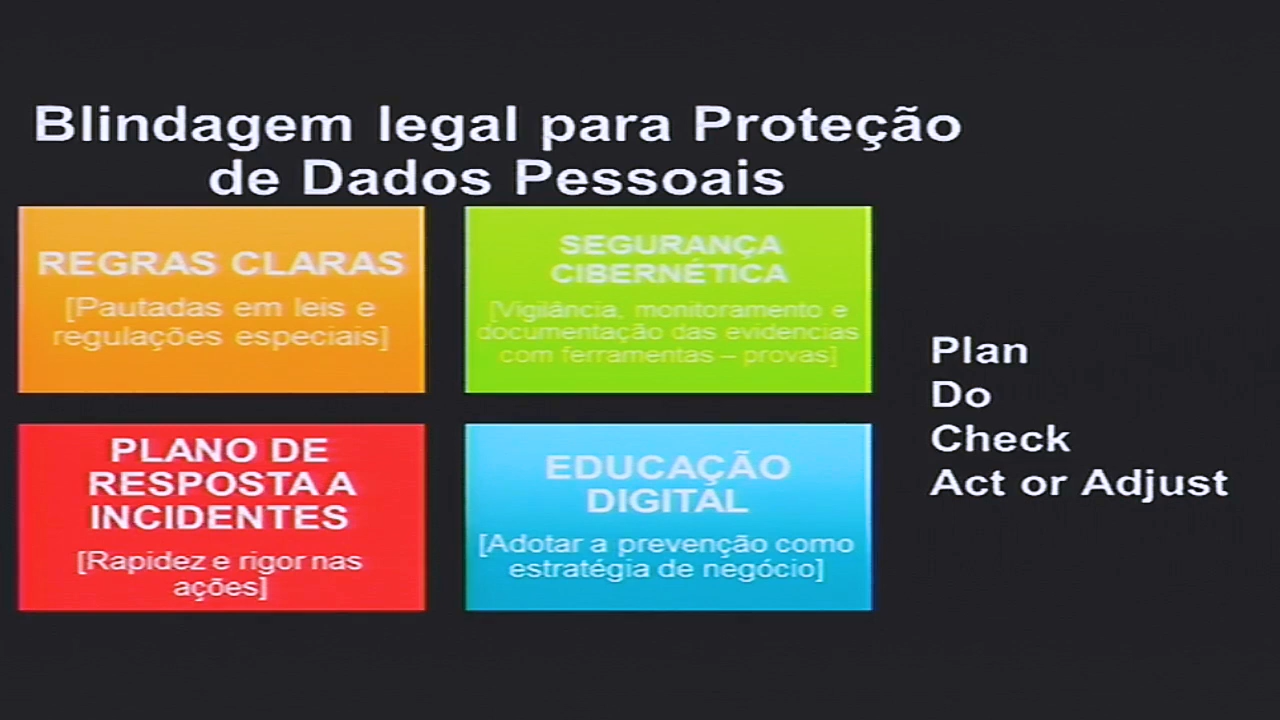 Blindagem legal para Proteção
de Dados Pessoais
REGRAS CLARAS
[Pautadas em leis e
regulações especiais]
SEGURANÇA
CIBERNÉTICA
[Vigilância, monitoramento e
documentação das evidencias
com ferramentas – provas]
PLANO DE
RESPOSTA A
INCIDENTES
[Rapidez e rigor nas
ações]
EDUCAÇÃO
DIGITAL
[Adotar a prevenção como
estratégia de negócio]
Plan
Do
Check
Act or Adjust